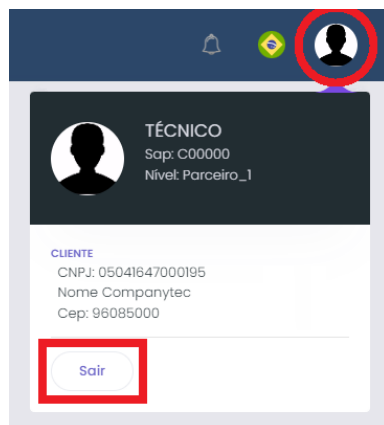 TÉCNICO
Sap: C00000
Nível: Parceiro_1
CLIENTE
CNPJ: 05041647000195
Nome Companytec
Cep: 96085000
Sair